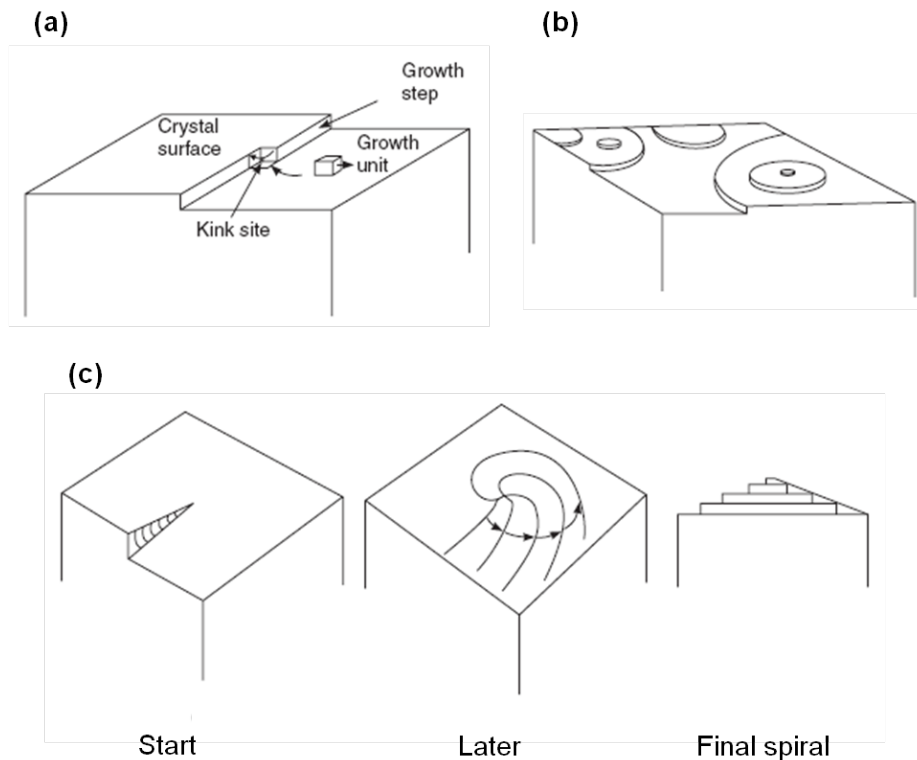 (a)
(b)
Growth
step
Crystal
surface
Growth
unit
Kink site
(c)
Start
Later
Final spiral